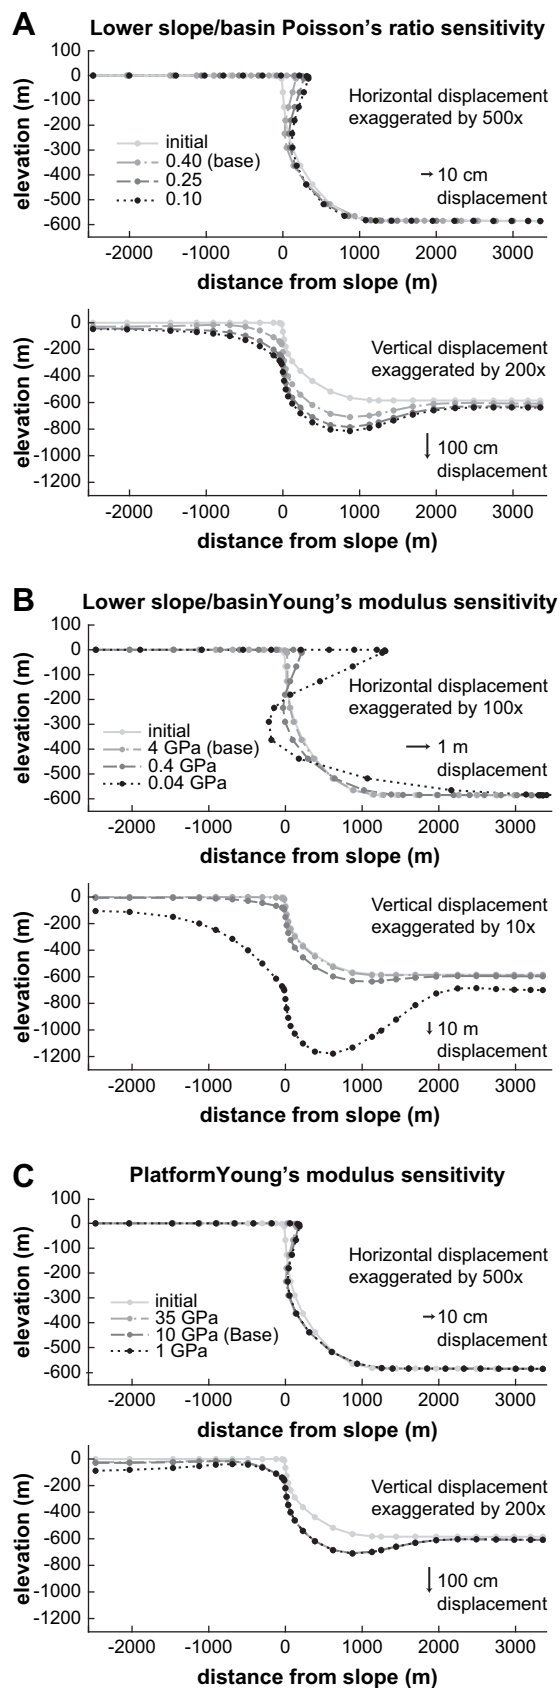 A Lower slope/basin Poisson's ratio sensitivity
100
0
-100
-200
-300
-400
-500
-600
elevation (m)
Horizontal displacement
exaggerated by 500x
initial
0.40 (base)
0.25
0.10
10 cm
displacement
-2000 -1000 0 1000 2000 3000
distance from slope (m)
0
-200
-400
-600
-800
-1000
-1200
elevation (m)
Vertical displacement
exaggerated by 200x
100 cm
displacement
-2000 -1000 0 1000 2000 3000
distance from slope (m)
B Lower slope/basinYoung's modulus sensitivity
100
0
-100
-200
-300
-400
-500
-600
elevation (m)
Horizontal displacement
exaggerated by 100x
initial
4 GPa (base)
0.4 GPa
0.04 GPa
1 m
displacement
-2000 -1000 0 1000 2000 3000
distance from slope (m)
0
-200
-400
-600
-800
-1000
-1200
elevation (m)
Vertical displacement
exaggerated by 10x
10 m
displacement
-2000 -1000 0 1000 2000 3000
distance from slope (m)
C PlatformYoung's modulus sensitivity
100
0
-100
-200
-300
-400
-500
-600
elevation (m)
Horizontal displacement
exaggerated by 500x
initial
35 GPa
10 GPa (Base)
1 GPa
10 cm
displacement
-2000 -1000 0 1000 2000 3000
distance from slope (m)
0
-200
-400
-600
-800
-1000
-1200
elevation (m)
Vertical displacement
exaggerated by 200x
100 cm
displacement
-2000 -1000 0 1000 2000 3000
distance from slope (m)